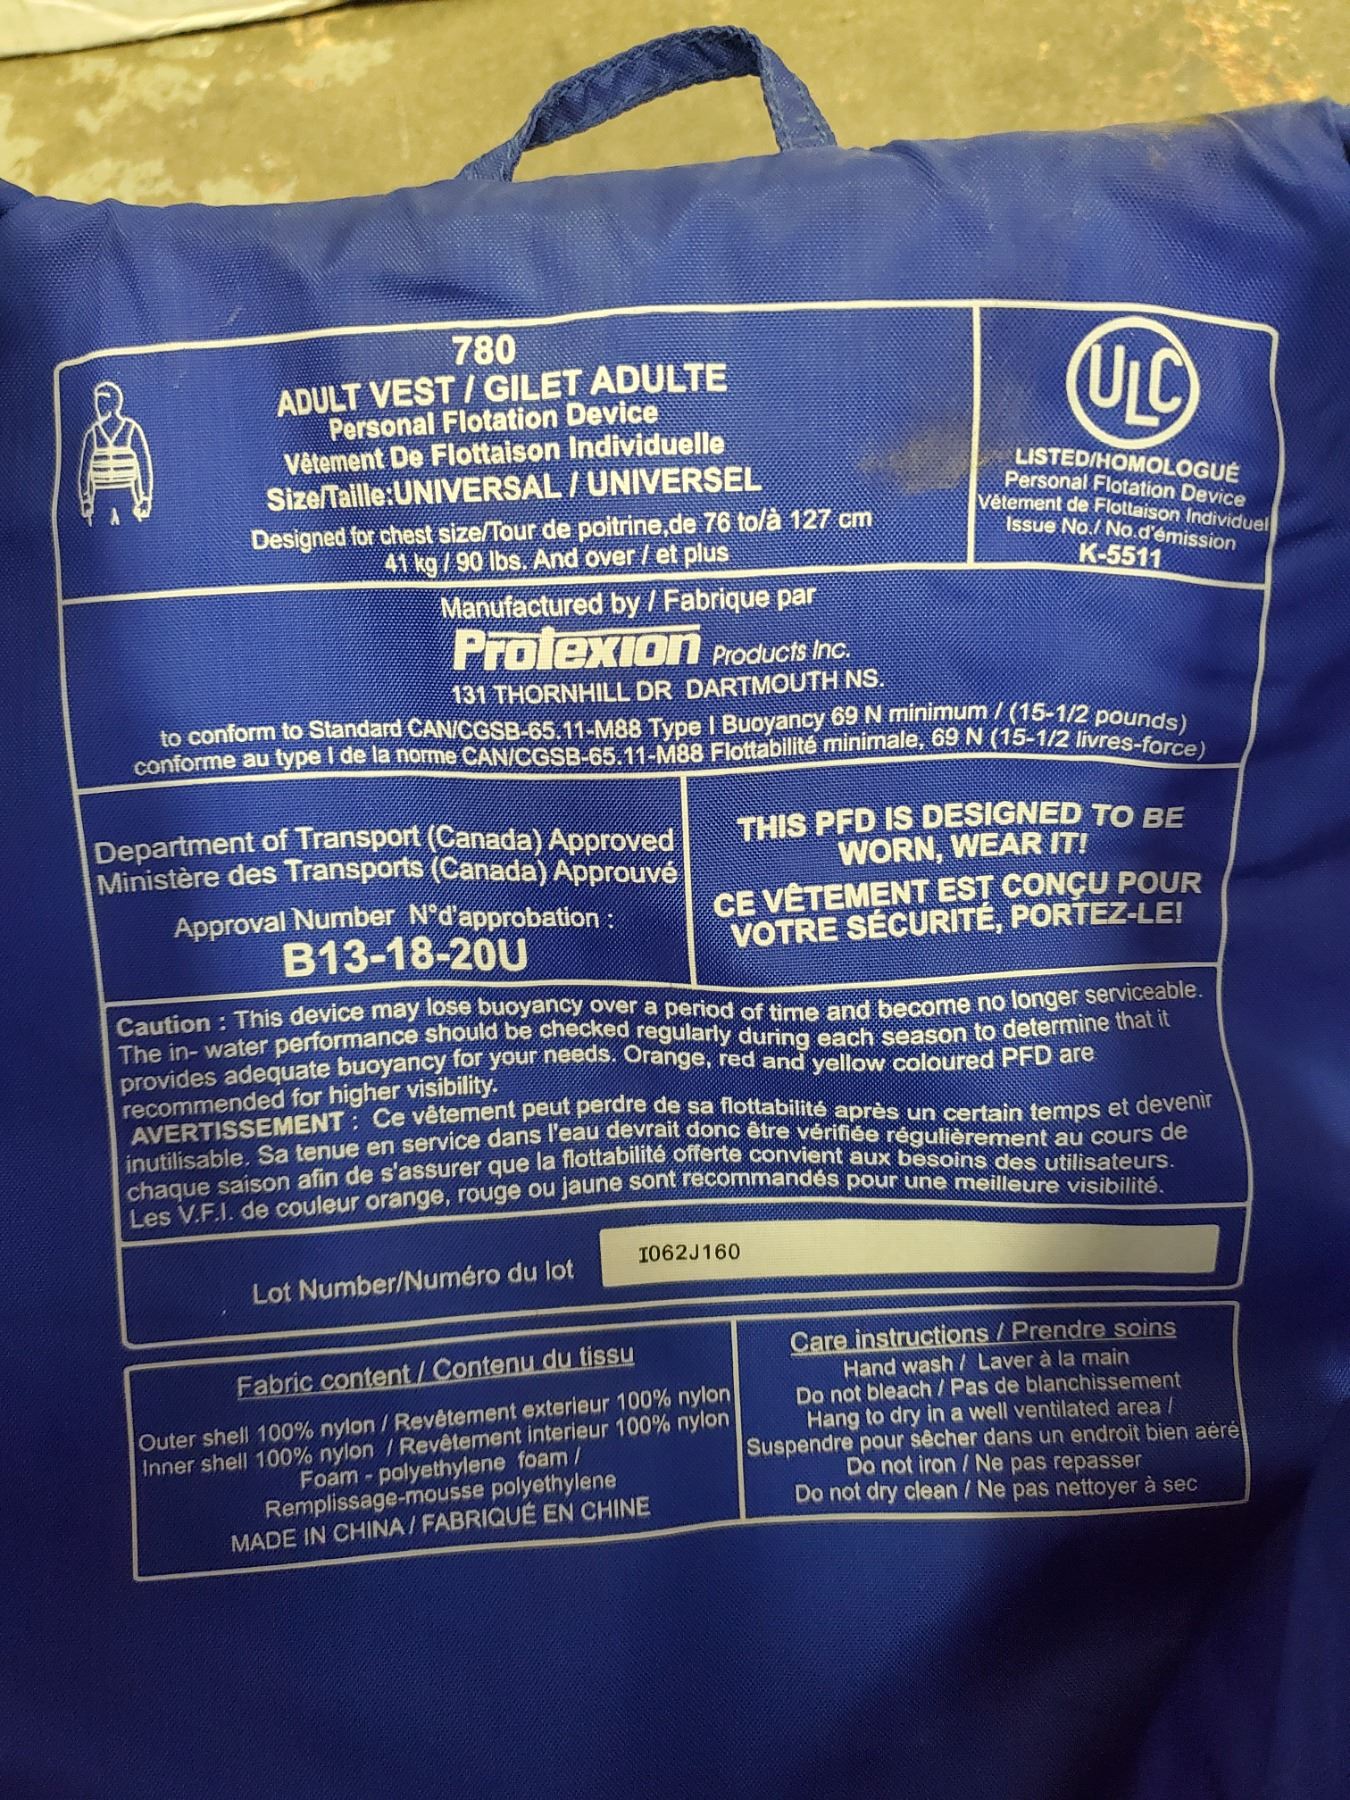 780
ADULT VEST / GILET ADULTE
Personal Flotation Device
Vêtement De Flottaison Individuelle
Size/Taille:UNIVERSAL / UNIVERSEL
Designed for chest size/Tour de poitrine,de 76 to/à 127 cm
41 kg / 90 lbs. And over / et plus
ULC
LISTED/HOMOLOGUÉ
Personal Flotation Device
Vêtement de Flottaison Individuel
Issue No./ No.d'émission
K-5511
Manufactured by / Fabrique par
Protexion Products Inc.
131 THORNHILL DR DARTMOUTH NS.
to conform to Standard CAN/CGSB-65.11-M88 Type I Buoyancy 69 N minimum / (15-1/2 pounds)
conforme au type I de la norme CAN/CGSB-65.11-M88 Flottabilité minimale, 69 N (15-1/2 livres-force)
Department of Transport (Canada) Approved
Ministère des Transports (Canada) Approuvé
Approval Number N°d'approbation :
B13-18-20U
THIS PFD IS DESIGNED TO BE
WORN, WEAR IT!
CE VÊTEMENT EST CONÇU POUR
VOTRE SÉCURITÉ, PORTEZ-LE!
Caution : This device may lose buoyancy over a period of time and become no longer serviceable.
The in- water performance should be checked regularly during each season to determine that it
provides adequate buoyancy for your needs. Orange, red and yellow coloured PFD are
recommended for higher visibility.
AVERTISSEMENT : Ce vêtement peut perdre de sa flottabilité après un certain temps et devenir
inutilisable. Sa tenue en service dans l'eau devrait donc être vérifiée régulièrement au cours de
chaque saison afin de s'assurer que la flottabilité offerte convient aux besoins des utilisateurs.
Les V.F.I. de couleur orange, rouge ou jaune sont recommandés pour une meilleure visibilité.
Lot Number/Numéro du lot
I062J160
Fabric content / Contenu du tissu
Outer shell 100% nylon / Revêtement exterieur 100% nylon
Inner shell 100% nylon / Revêtement interieur 100% nylon
Foam - polyethylene foam /
Remplissage-mousse polyethylene
MADE IN CHINA / FABRIQUÉ EN CHINE
Care instructions / Prendre soins
Hand wash / Laver à la main
Do not bleach / Pas de blanchissement
Hang to dry in a well ventilated area /
Suspendre pour sêcher dans un endroit bien aéré
Do not iron / Ne pas repasser
Do not dry clean / Ne pas nettoyer à sec